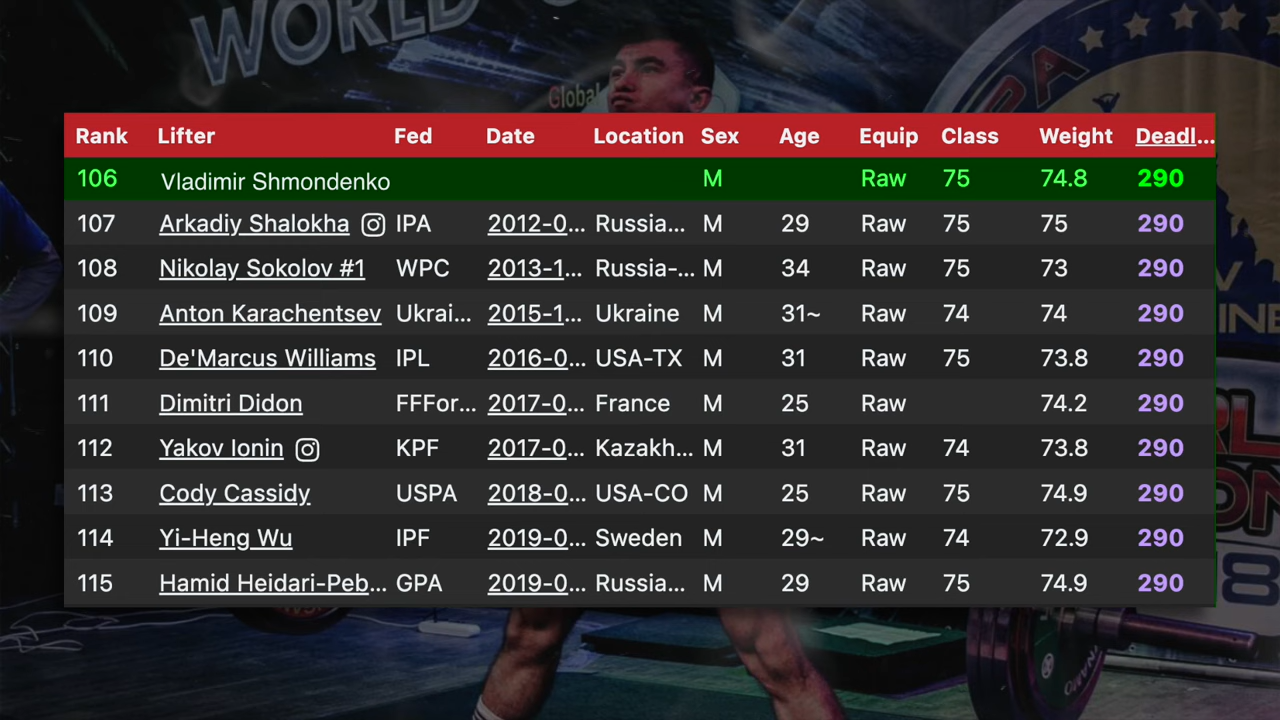 WORLD
Global
Rank Lifter Fed Date Location Sex Age Equip Class Weight Deadl...
106 Vladimir Shmondenko M Raw 75 74.8 290
107 Arkadiy Shalokha IPA 2012-0... Russia... M 29 Raw 75 75 290
108 Nikolay Sokolov #1 WPC 2013-1... Russia-... M 34 Raw 75 73 290
109 Anton Karachentsev Ukrai... 2015-1... Ukraine M 31~ Raw 74 74 290
110 De'Marcus Williams IPL 2016-0... USA-TX M 31 Raw 75 73.8 290
111 Dimitri Didon FFFor... 2017-0... France M 25 Raw 74.2 290
112 Yakov Ionin KPF 2017-0... Kazakh... M 31 Raw 74 73.8 290
113 Cody Cassidy USPA 2018-0... USA-CO M 25 Raw 75 74.9 290
114 Yi-Heng Wu IPF 2019-0... Sweden M 29~ Raw 74 72.9 290
115 Hamid Heidari-Peb... GPA 2019-0... Russia... M 29 Raw 75 74.9 290